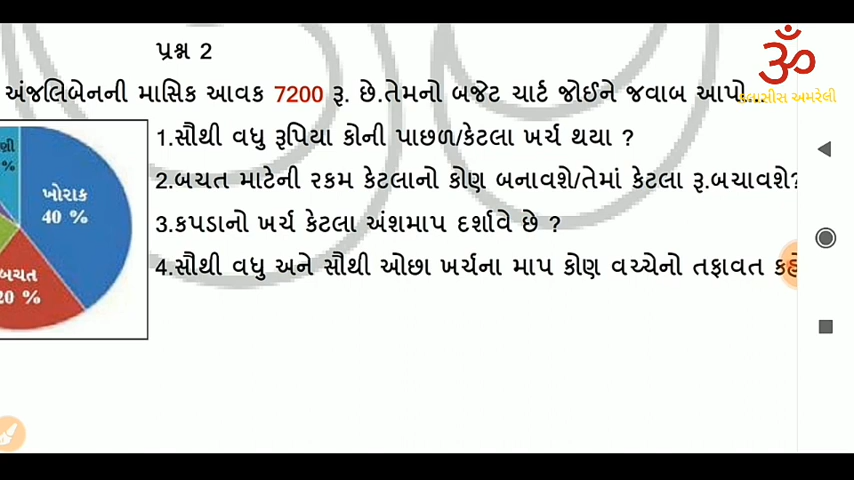 પ્રશ્ન 2
અંજલિબેનની માસિક આવક 7200 રૂ. છે.તેમનો બજેટ ચાર્ટ જોઈને જવાબ આપો...
ૐ
ક્લાસીસ અમરેલી
1.સૌથી વધુ રૂપિયા કોની પાછળ/કેટલા ખર્ચ થયા ?
2.બચત માટેની રકમ કેટલાનો કોણ બનાવશે/તેમાં કેટલા રૂ.બચાવશે?
3.કપડાનો ખર્ચ કેટલા અંશમાપ દર્શાવે છે ?
4.સૌથી વધુ અને સૌથી ઓછા ખર્ચના માપ કોણ વચ્ચેનો તફાવત
%
ખોરાક
40 %
બચત
20 %